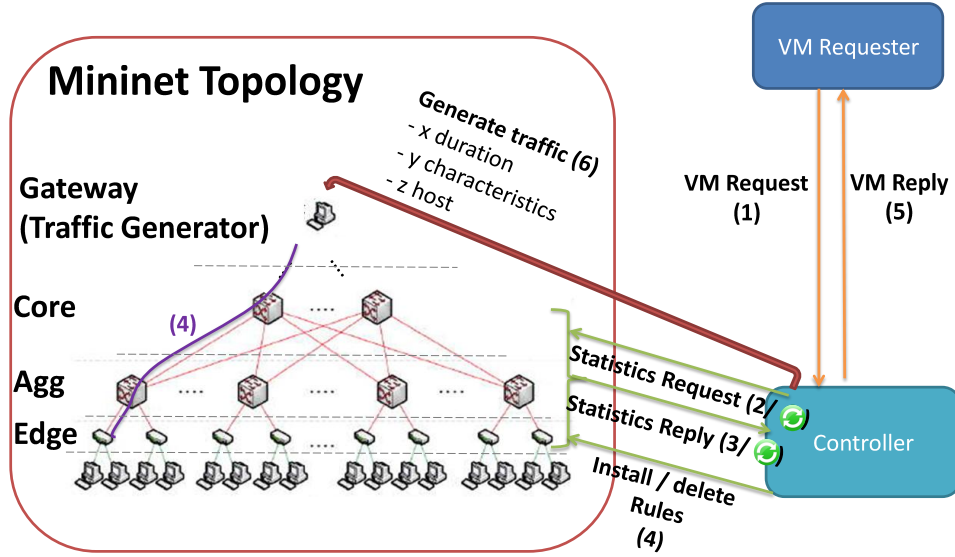 Mininet Topology
VM Requester
Generate traffic (6)
- x duration
- y characteristics
- z host
Gateway
(Traffic Generator)
VM Request
(1)
VM Reply
(5)
Core
....
(4)
Agg
....
....
....
Statistics Request (2/ )
Statistics Reply (3/ )
Edge
....
Controller
Install / delete
Rules
(4)